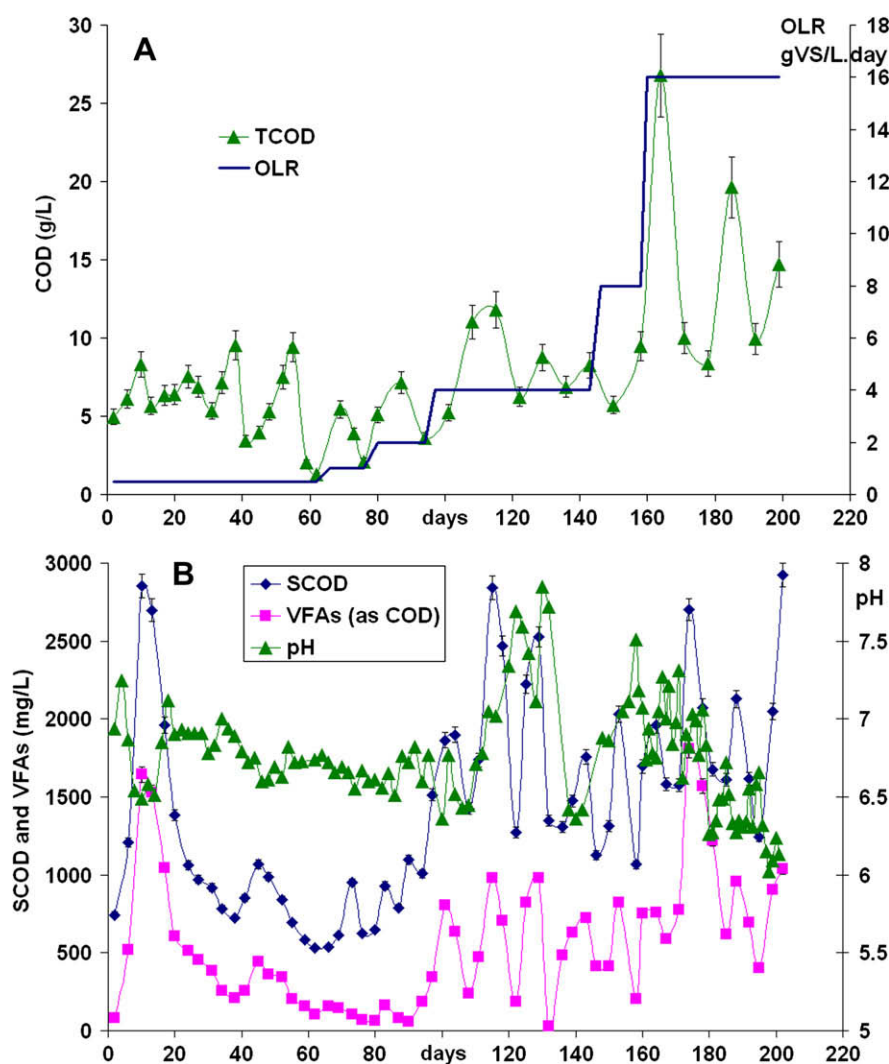 A
OLR
gVS/L.day
30
25
20
15
10
5
0
COD (g/L)
TCOD
OLR
18
16
14
12
10
8
6
4
2
0
0 20 40 60 80 days 120 140 160 180 200 220
B
3000
2500
2000
1500
1000
500
0
SCOD and VFAs (mg/L)
SCOD
VFAs (as COD)
pH
8
pH
7.5
7
6.5
6
5.5
5
0 20 40 60 80 days 120 140 160 180 200 220